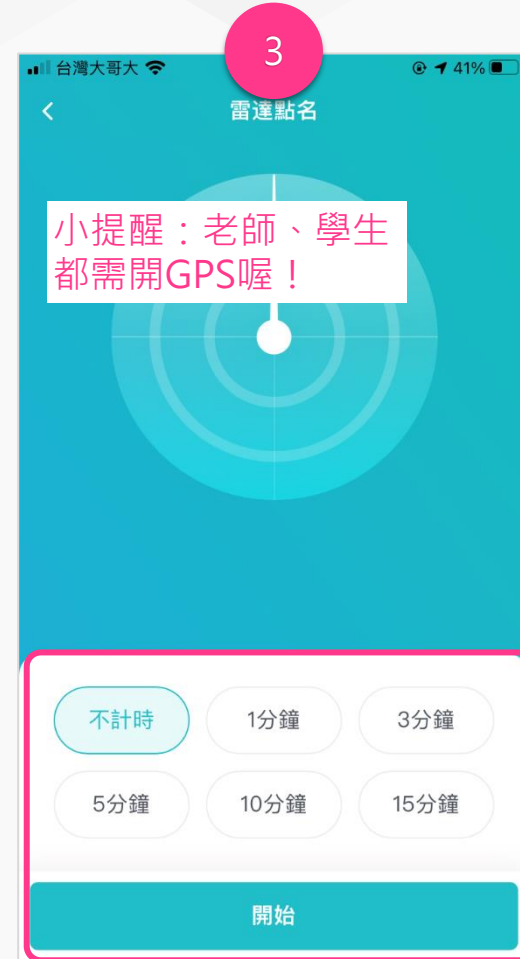 3
台灣大哥大
41%
雷達點名
小提醒：老師、學生
都需開GPS喔！
不計時 1分鐘 3分鐘
5分鐘 10分鐘 15分鐘
開始